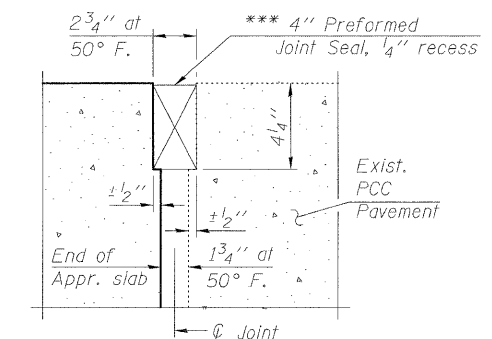 2 3/4" at
50° F.
*** 4" Preformed
Joint Seal, 1/4" recess
4 1/4"
±1/2"
±1/2"
Exist.
PCC
Pavement
End of
Appr. slab
1 3/4" at
50° F.
℄ Joint